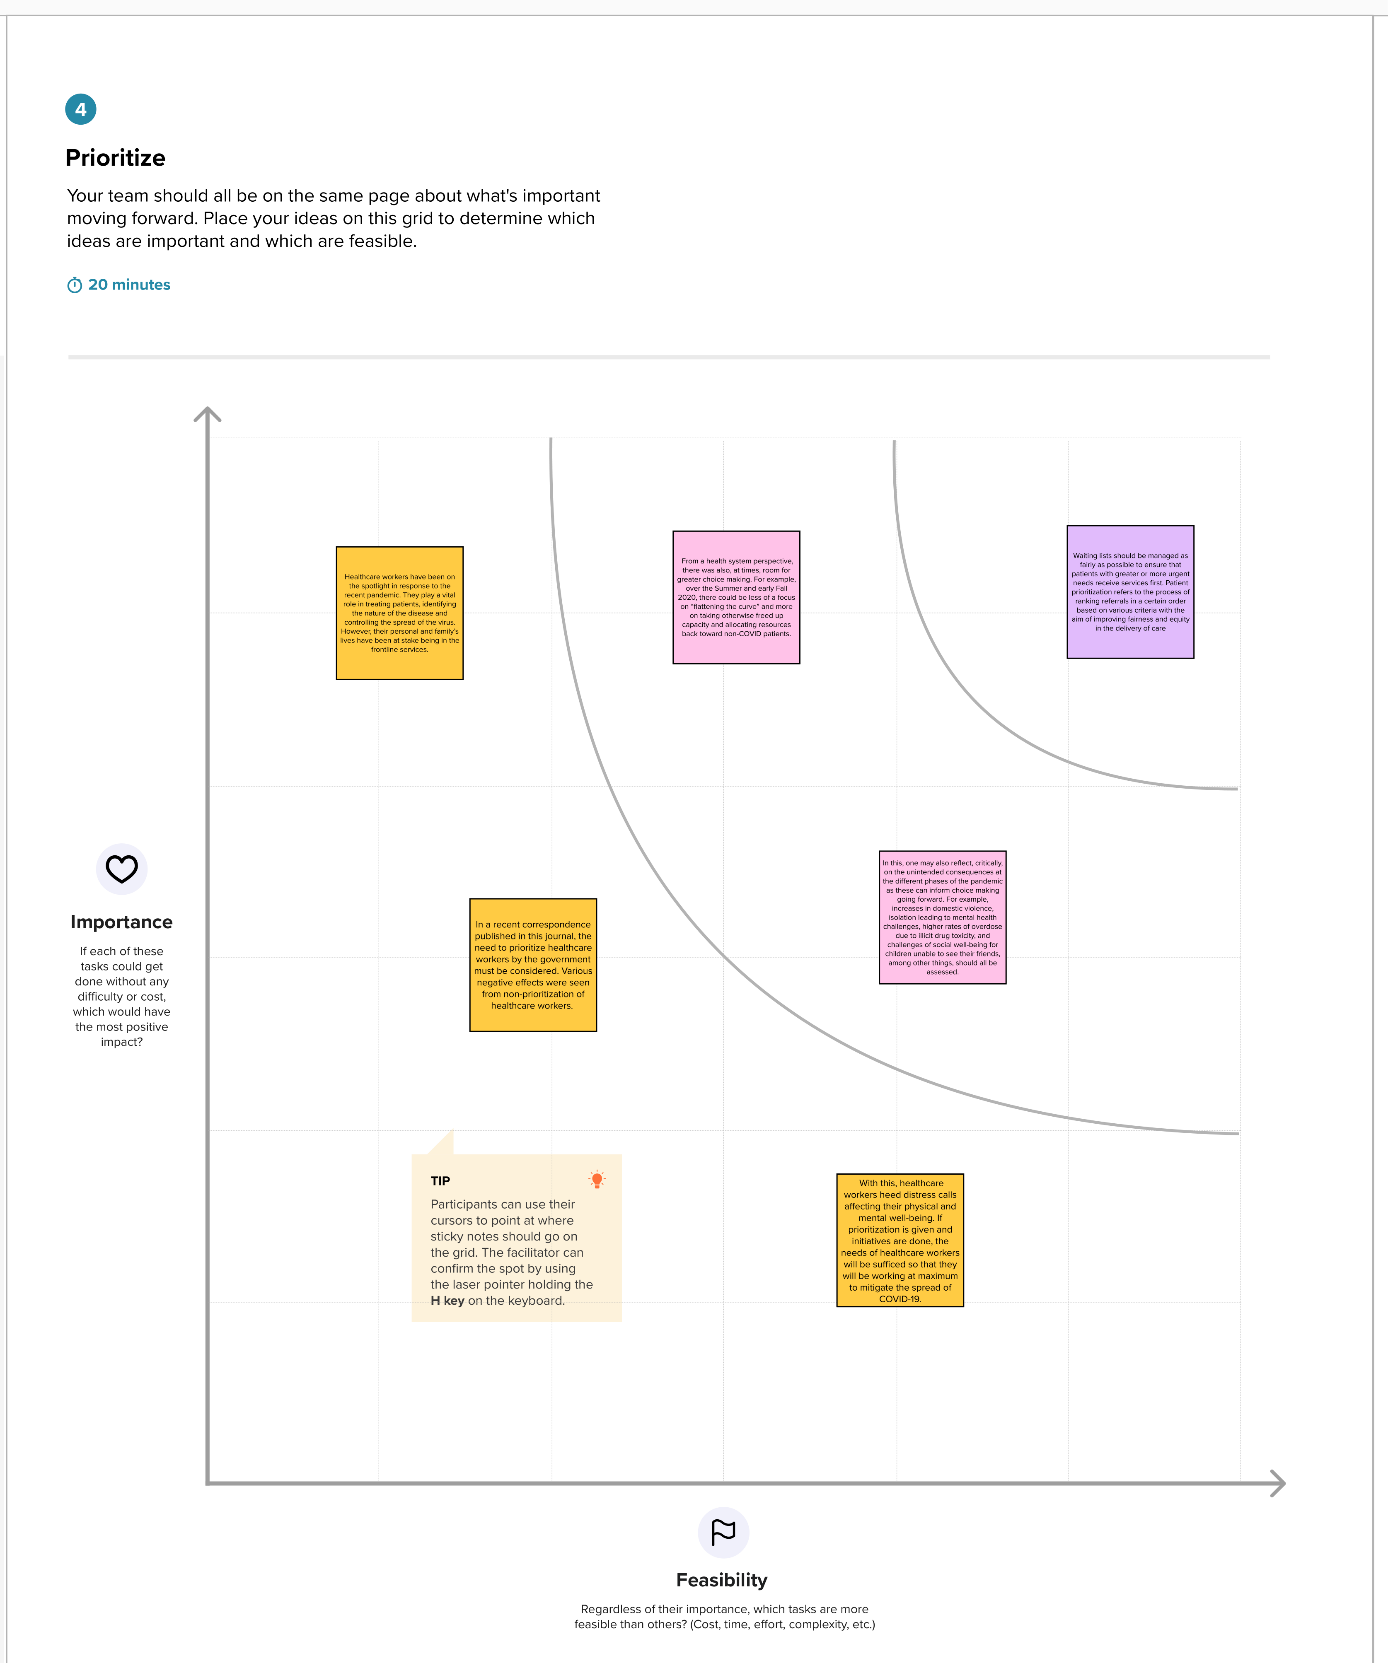 4
Prioritize
Your team should all be on the same page about what's important
moving forward. Place your ideas on this grid to determine which
ideas are important and which are feasible.
20 minutes
Healthcare workers have been on
the spotlight in response to the
recent pandemic. They play a vital
role in treating patients, identifying
the nature of the disease and
controlling the spread of the virus.
However, their personal and family's
lives have been at stake being in the
frontline services.
From a health system perspective,
there was also, at times, room for
greater choice making. For example,
over the Summer and early Fall
2020, there could be less of a focus
on "flattening the curve" and more
on taking otherwise freed up
capacity and allocating resources
back toward non-COVID patients.
Waiting lists should be managed as
fairly as possible to ensure that
patients with greater or more urgent
needs receive services first. Patient
prioritization refers to the process of
ranking referrals in a certain order
based on various criteria with the
aim of improving fairness and equity
in the delivery of care
Importance
If each of these
tasks could get
done without any
difficulty or cost,
which would have
the most positive
impact?
In a recent correspondence
published in this journal, the
need to prioritize healthcare
workers by the government
must be considered. Various
negative effects were seen
from non-prioritization of
healthcare workers.
In this, one may also reflect, critically,
on the unintended consequences at
the different phases of the pandemic
as these can inform choice making
going forward. For example,
increases in domestic violence,
isolation leading to mental health
challenges, higher rates of overdose
due to illicit drug toxicity, and
challenges of social well-being for
children unable to see their friends,
among other things, should all be
assessed.
TIP
Participants can use their
cursors to point at where
sticky notes should go on
the grid. The facilitator can
confirm the spot by using
the laser pointer holding the
H key on the keyboard.
With this, healthcare
workers heed distress calls
affecting their physical and
mental well-being. If
prioritization is given and
initiatives are done, the
needs of healthcare workers
will be sufficed so that they
will be working at maximum
to mitigate the spread of
COVID-19.
Feasibility
Regardless of their importance, which tasks are more
feasible than others? (Cost, time, effort, complexity, etc.)